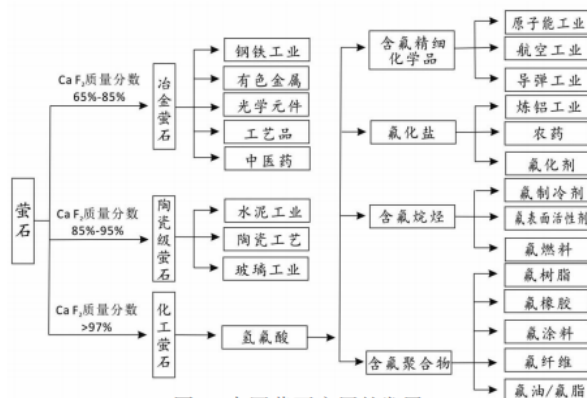 萤石
CaF₂质量分数
65%-85%
冶金萤石
钢铁工业
有色金属
光学元件
工艺品
中医药
CaF₂质量分数
85%-95%
陶瓷级萤石
水泥工业
陶瓷工艺
玻璃工业
CaF₂质量分数
>97%
化工萤石
氢氟酸
含氟精细
化学品
原子能工业
航空工业
导弹工业
氟化盐
炼铝工业
农药
氟化剂
含氟烷烃
氟制冷剂
氟表面活性剂
氟燃料
含氟聚合物
氟树脂
氟橡胶
氟涂料
氟纤维
氟油/氟脂